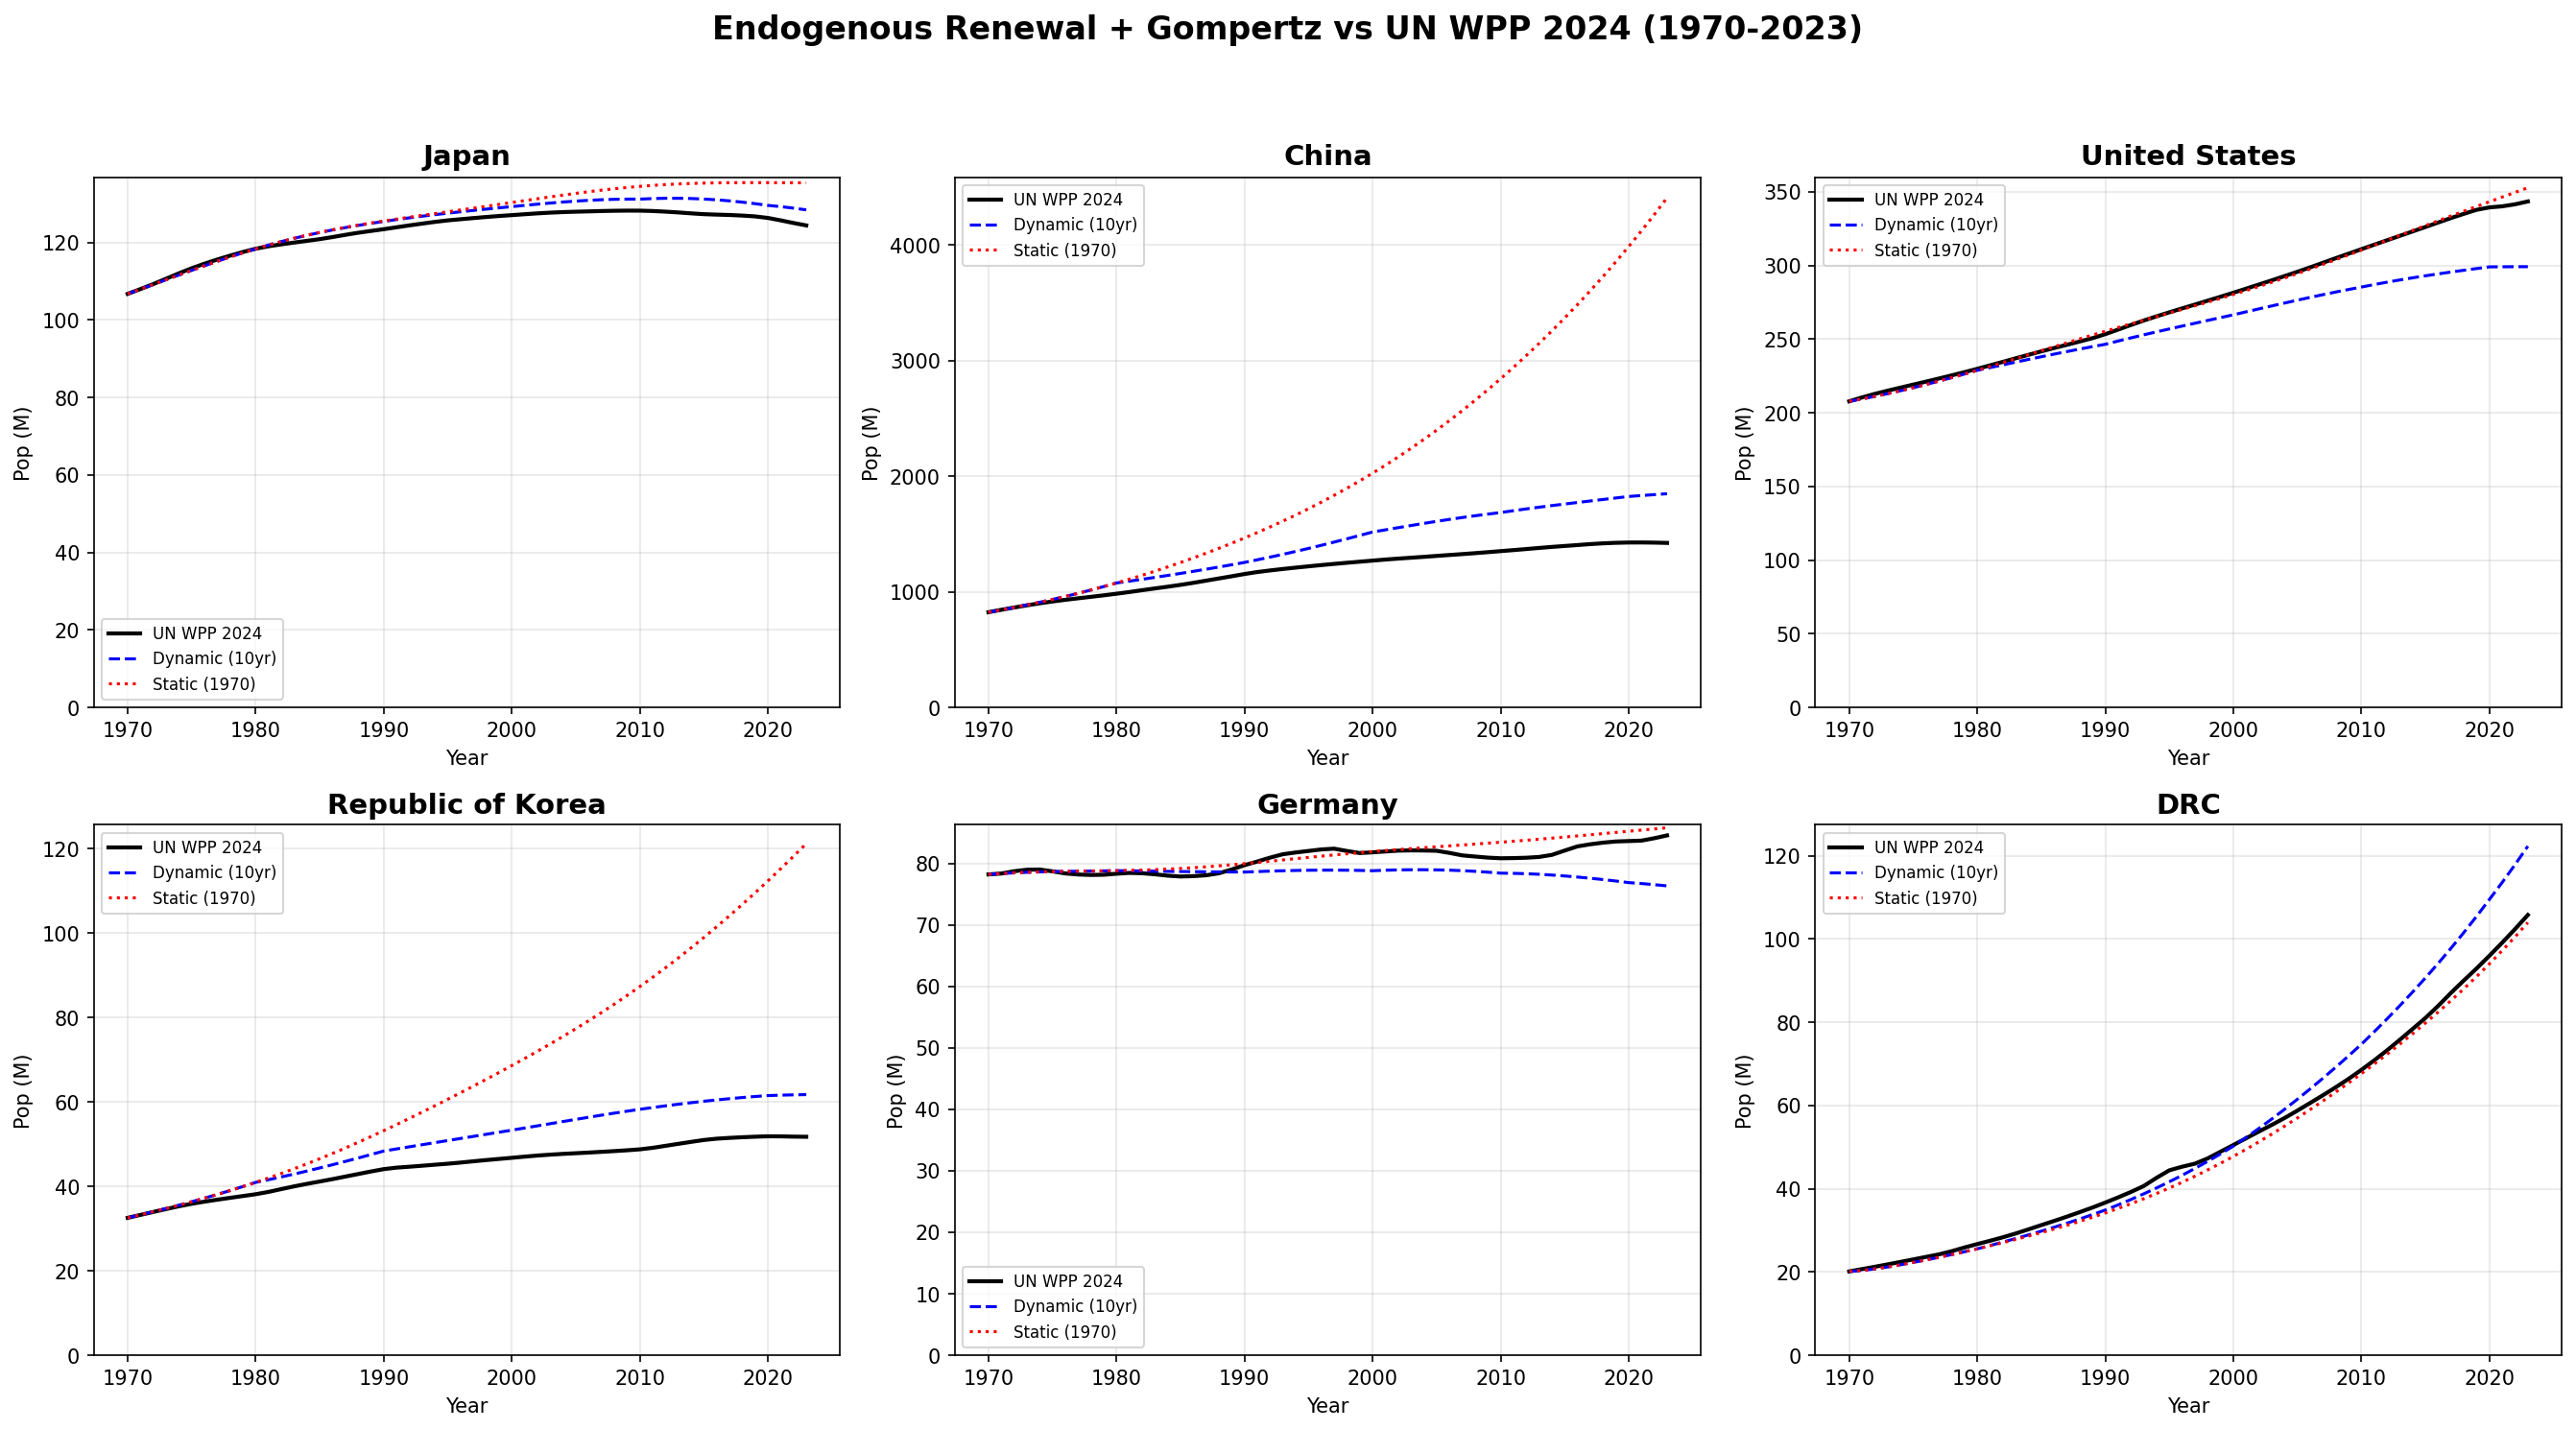 Endogenous Renewal + Gompertz vs UN WPP 2024 (1970-2023)
Japan
Pop (M)
120
100
80
60
40
20
0
UN WPP 2024
Dynamic (10yr)
Static (1970)
1970 1980 1990 2000 2010 2020
Year
China
Pop (M)
4000
3000
2000
1000
0
UN WPP 2024
Dynamic (10yr)
Static (1970)
1970 1980 1990 2000 2010 2020
Year
United States
Pop (M)
350
300
250
200
150
100
50
0
UN WPP 2024
Dynamic (10yr)
Static (1970)
1970 1980 1990 2000 2010 2020
Year
Republic of Korea
Pop (M)
120
100
80
60
40
20
0
UN WPP 2024
Dynamic (10yr)
Static (1970)
1970 1980 1990 2000 2010 2020
Year
Germany
Pop (M)
80
70
60
50
40
30
20
10
0
UN WPP 2024
Dynamic (10yr)
Static (1970)
1970 1980 1990 2000 2010 2020
Year
DRC
Pop (M)
120
100
80
60
40
20
0
UN WPP 2024
Dynamic (10yr)
Static (1970)
1970 1980 1990 2000 2010 2020
Year